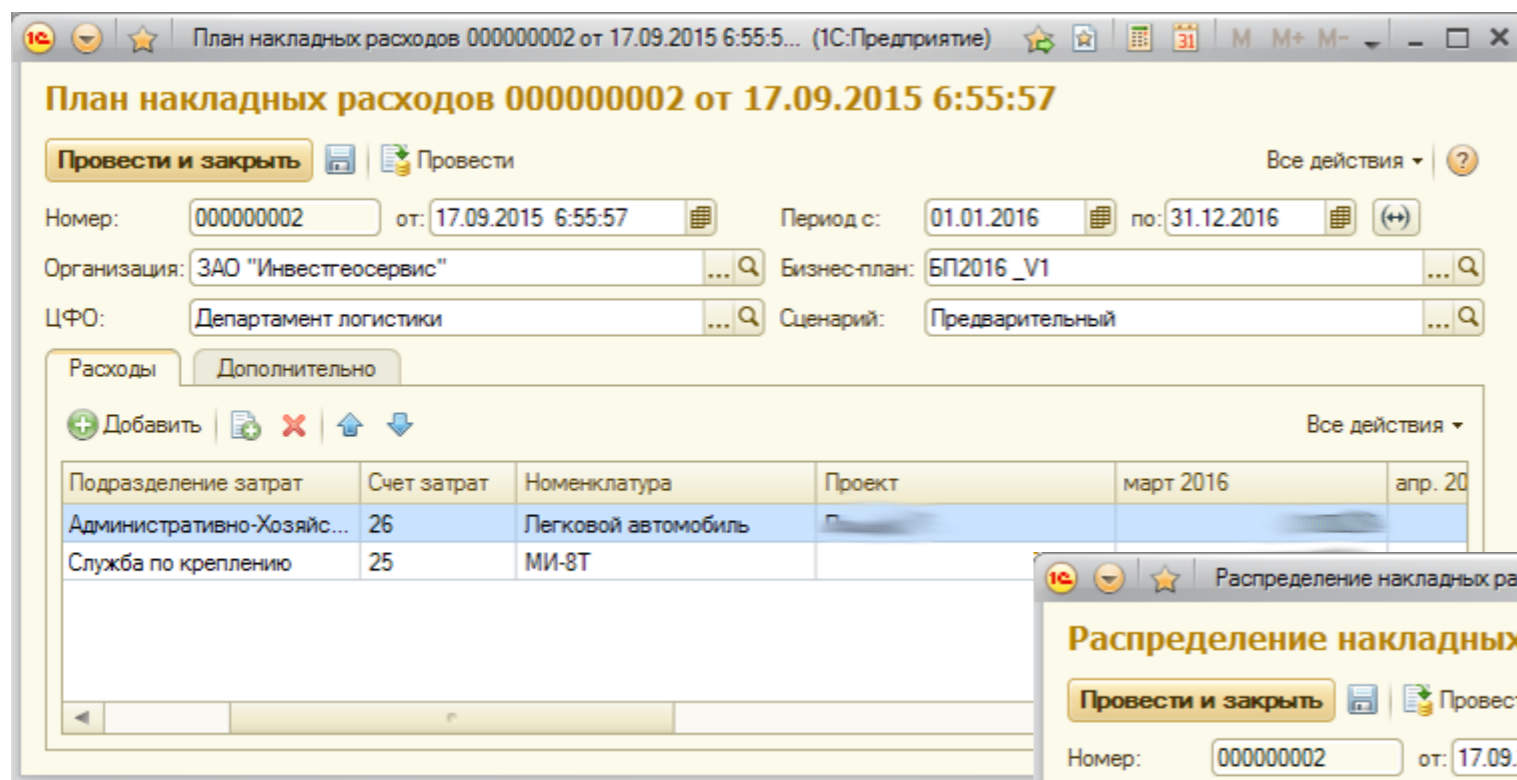 План накладных расходов 000000002 от 17.09.2015 6:55:5... (1С:Предприятие) 31 M M+ M-
План накладных расходов 000000002 от 17.09.2015 6:55:57
Провести и закрыть Провести Все действия ?
Номер: 000000002 от: 17.09.2015 6:55:57 Период с: 01.01.2016 по: 31.12.2016
Организация: ЗАО "Инвестгеосервис" ... Бизнес-план: БП2016 _V1 ...
ЦФО: Департамент логистики ... Сценарий: Предварительный ...
Расходы Дополнительно
Добавить Все действия
Подразделение затрат Счет затрат Номенклатура Проект март 2016 апр. 20
Административно-Хозяйс... 26 Легковой автомобиль
Служба по креплению 25 МИ-8Т
Распределение накладных ра
Распределение накладных
Провести и закрыть Провес
Номер: 000000002 от: 17.09.